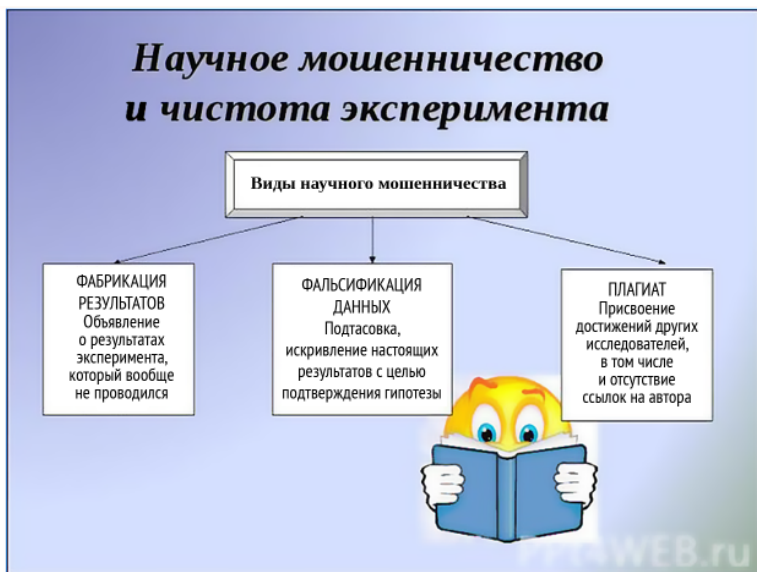 Научное мошенничество
и чистота эксперимента
Виды научного мошенничества
ФАБРИКАЦИЯ
РЕЗУЛЬТАТОВ
Объявление
о результатах
эксперимента,
который вообще
не проводился
ФАЛЬСИФИКАЦИЯ
ДАННЫХ
Подтасовка,
искривление настоящих
результатов с целью
подтверждения гипотезы
ПЛАГИАТ
Присвоение
достижений других
исследователей,
в том числе
и отсутствие
ссылок на автора
PPT4WEB.ru